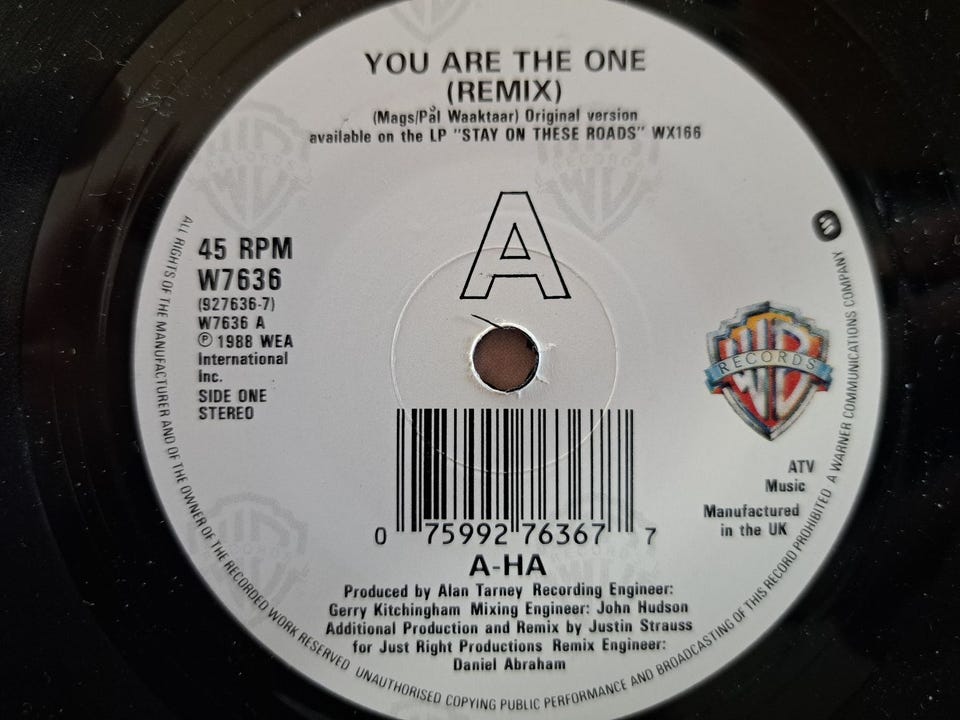 YOU ARE THE ONE
(REMIX)
(Mags/Pål Waaktaar) Original version
available on the LP "STAY ON THESE ROADS" WX166
A
45 RPM
W7636
(927636-7)
W7636 A
℗ 1988 WEA
International
Inc.
SIDE ONE
STEREO
RECORDS
ATV
Music
Manufactured
in the UK
0 75992 76367 7
A-HA
Produced by Alan Tarney Recording Engineer:
Gerry Kitchingham Mixing Engineer: John Hudson
Additional Production and Remix by Justin Strauss
for Just Right Productions Remix Engineer:
Daniel Abraham
ALL RIGHTS OF THE MANUFACTURER AND OF THE OWNER OF THE RECORDED WORK RESERVED UNAUTHORISED COPYING PUBLIC PERFORMANCE AND BROADCASTING OF THIS RECORD PROHIBITED A WARNER COMMUNICATIONS COMPANY